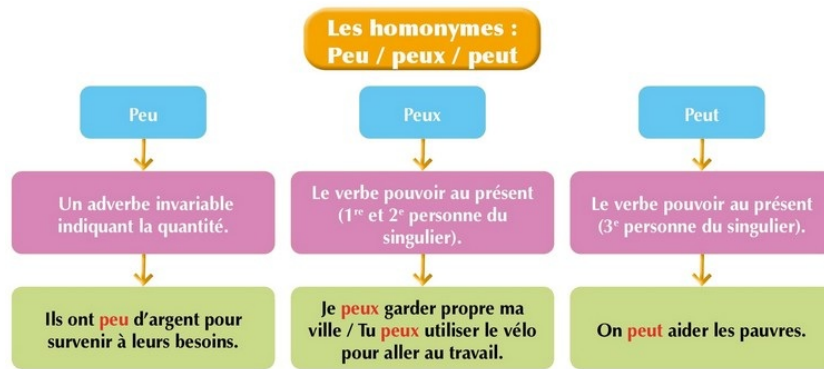 Les homonymes :
Peu / peux / peut
Peu
Un adverbe invariable
indiquant la quantité.
Ils ont peu d'argent pour
survenir à leurs besoins.
Peux
Le verbe pouvoir au présent
(1re et 2e personne du
singulier).
Je peux garder propre ma
ville / Tu peux utiliser le vélo
pour aller au travail.
Peut
Le verbe pouvoir au présent
(3e personne du singulier).
On peut aider les pauvres.